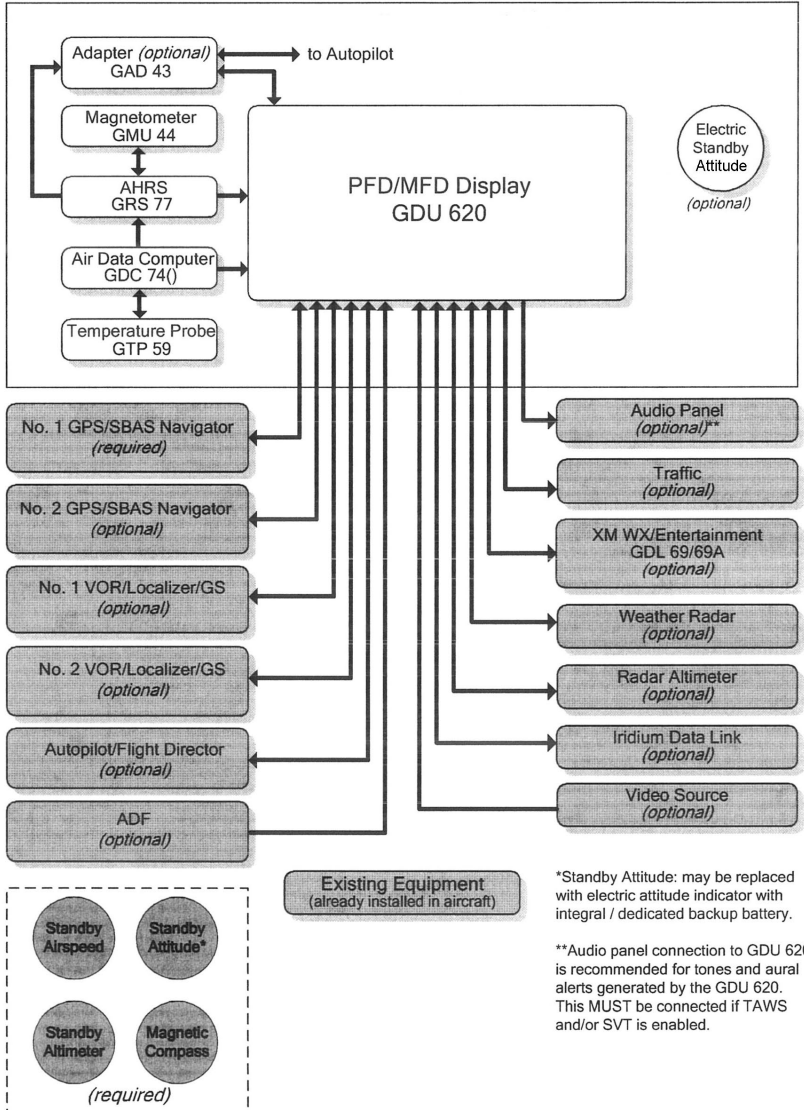 Adapter (optional)
GAD 43
to Autopilot
Magnetometer
GMU 44
AHRS
GRS 77
Air Data Computer
GDC 74()
Temperature Probe
GTP 59
PFD/MFD Display
GDU 620
Electric
Standby
Attitude
(optional)
No. 1 GPS/SBAS Navigator
(required)
No. 2 GPS/SBAS Navigator
(optional)
No. 1 VOR/Localizer/GS
(optional)
No. 2 VOR/Localizer/GS
(optional)
Autopilot/Flight Director
(optional)
ADF
(optional)
Audio Panel
(optional)**
Traffic
(optional)
XM WX/Entertainment
GDL 69/69A
(optional)
Weather Radar
(optional)
Radar Altimeter
(optional)
Iridium Data Link
(optional)
Video Source
(optional)
Existing Equipment
(already installed in aircraft)
Standby
Airspeed
Standby
Attitude*
Standby
Altimeter
Magnetic
Compass
(required)
*Standby Attitude: may be replaced
with electric attitude indicator with
integral / dedicated backup battery.
**Audio panel connection to GDU 620
is recommended for tones and aural
alerts generated by the GDU 620.
This MUST be connected if TAWS
and/or SVT is enabled.